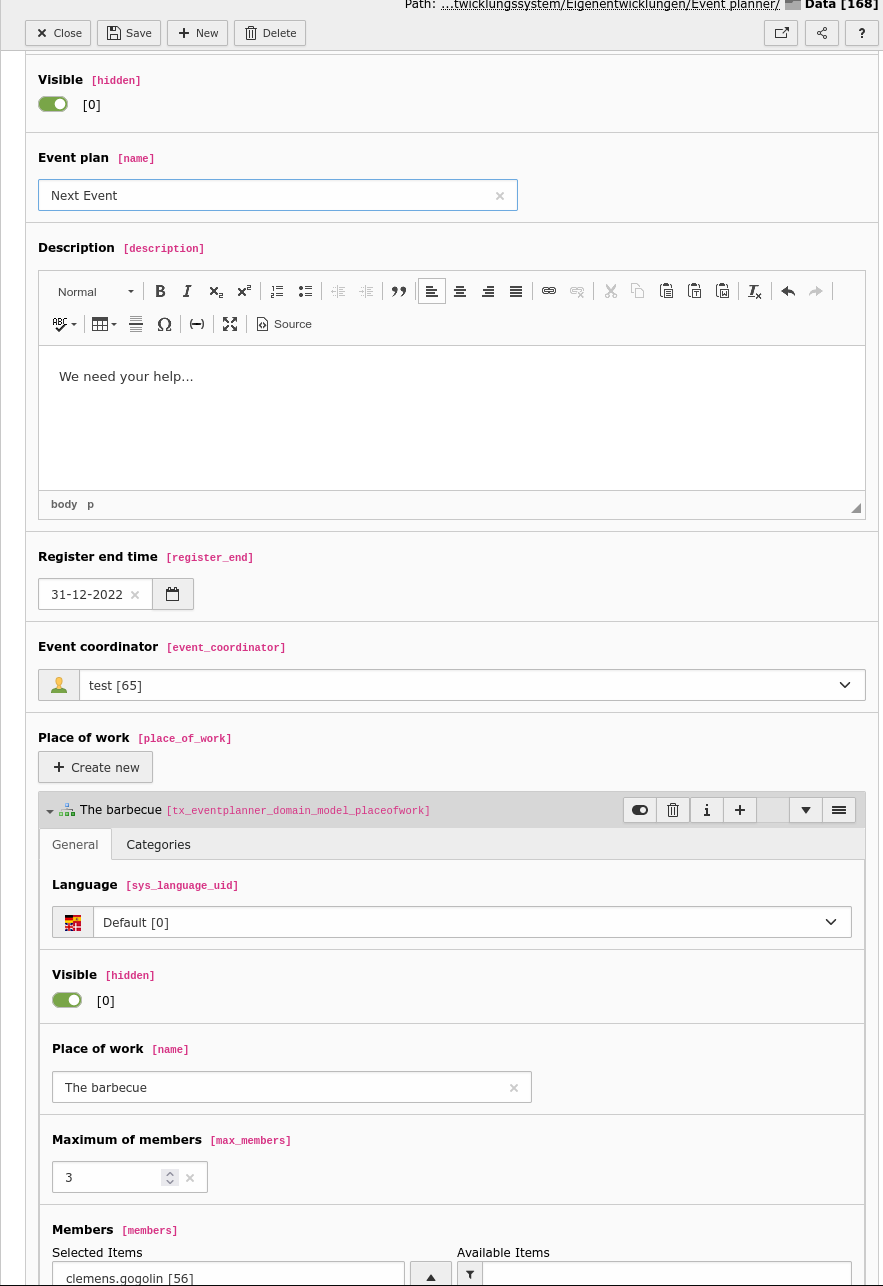 Path: ...twicklungssystem/Eigenentwicklungen/Event planner/ Data [168]
Close Save New Delete ?
Visible [hidden]
[0]
Event plan [name]
Next Event
Description [description]
Normal B I x₂ x² Ix
ABC Ω Source
We need your help...
body p
Register end time [register_end]
31-12-2022
Event coordinator [event_coordinator]
test [65]
Place of work [place_of_work]
+ Create new
The barbecue [tx_eventplanner_domain_model_placeofwork]
General Categories
Language [sys_language_uid]
Default [0]
Visible [hidden]
[0]
Place of work [name]
The barbecue
Maximum of members [max_members]
3
Members [members]
Selected Items Available Items
clemens.gogolin [56]